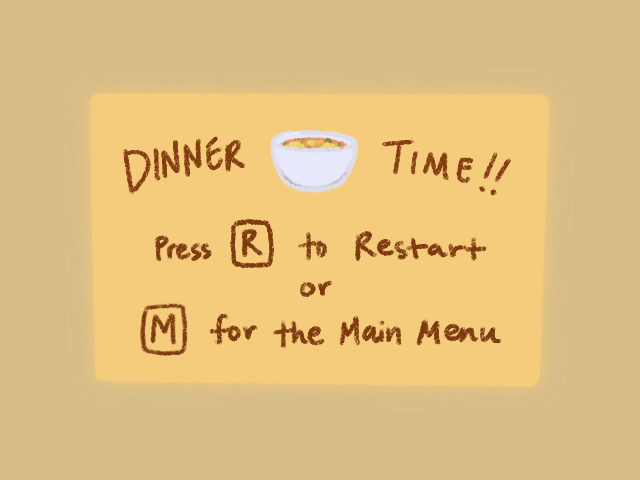 DINNER TIME!!
Press R to Restart
or
M for the Main Menu